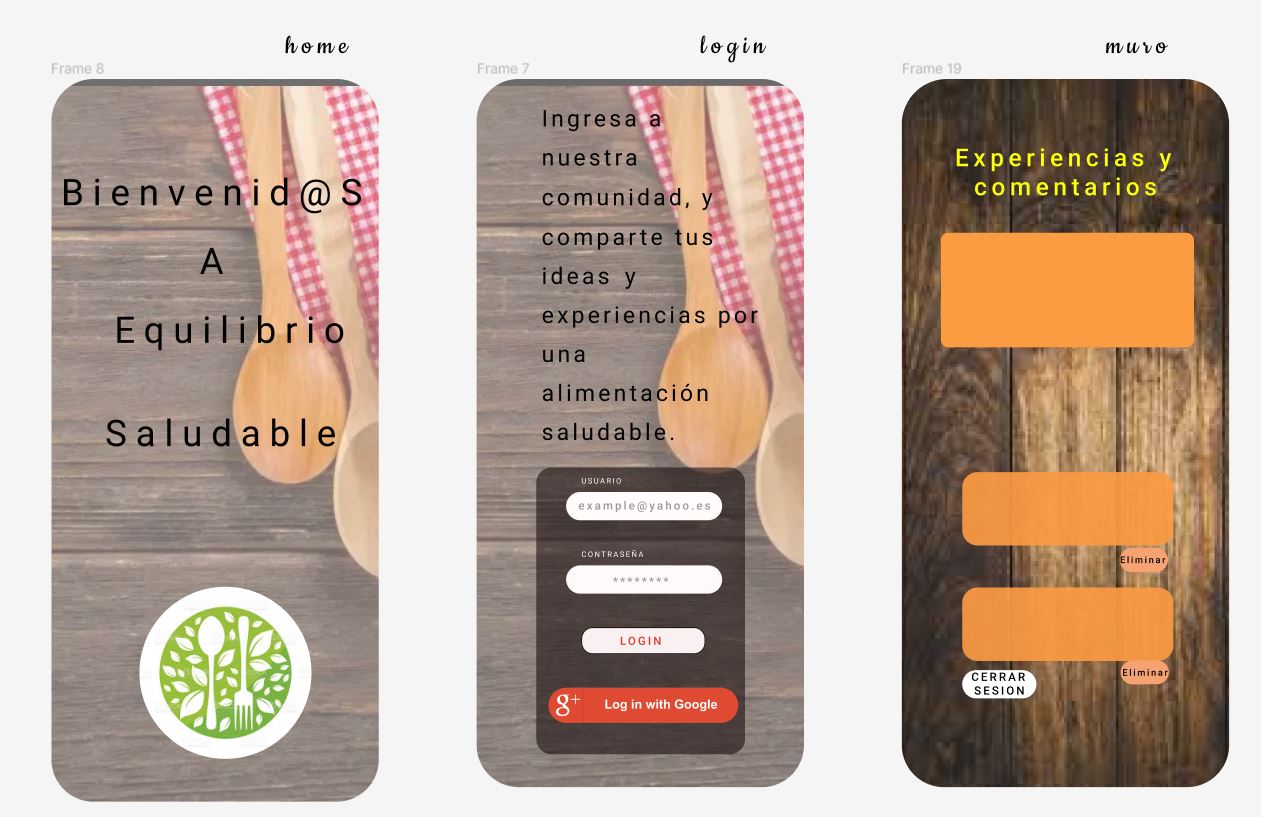 home
Frame 8
Bienvenid@S
A
Equilibrio
Saludable
login
Frame 7
Ingresa a
nuestra
comunidad, y
comparte tus
ideas y
experiencias por
una
alimentación
saludable.
USUARIO
example@yahoo.es
CONTRASEÑA
********
LOGIN
g+ Log in with Google
muro
Frame 19
Experiencias y
comentarios
Eliminar
Eliminar
CERRAR
SESION